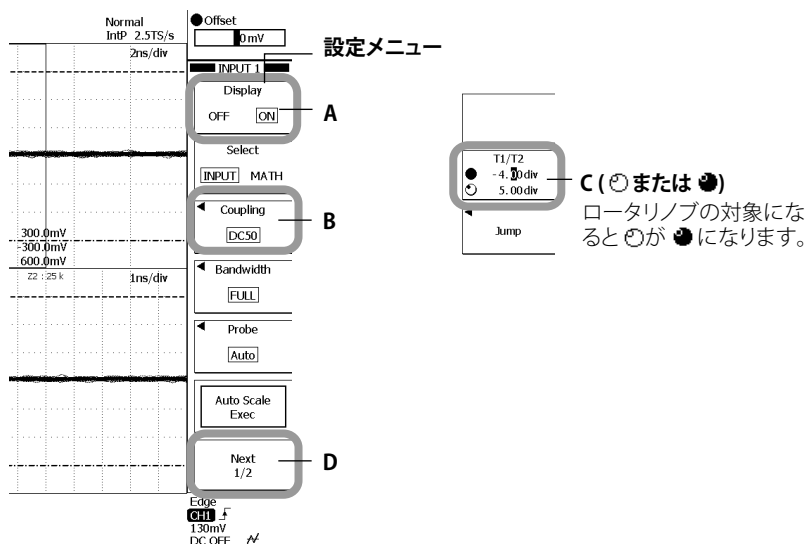 Normal
IntP 2.5TS/s
2ns/div
Offset
0mV
設定メニュー
INPUT 1
Display
OFF ON
A
Select
INPUT MATH
Coupling
DC50
B
300.0mV
-300.0mV
600.0mV
Z2 : 25 k
1ns/div
Bandwidth
FULL
Probe
Auto
Auto Scale
Exec
Next
1/2
D
Edge
CH1
130mV
DC OFF
T1/T2
-4.00div
5.00div
Jump
C (または)
ロータリノブの対象にな
るとがになります。